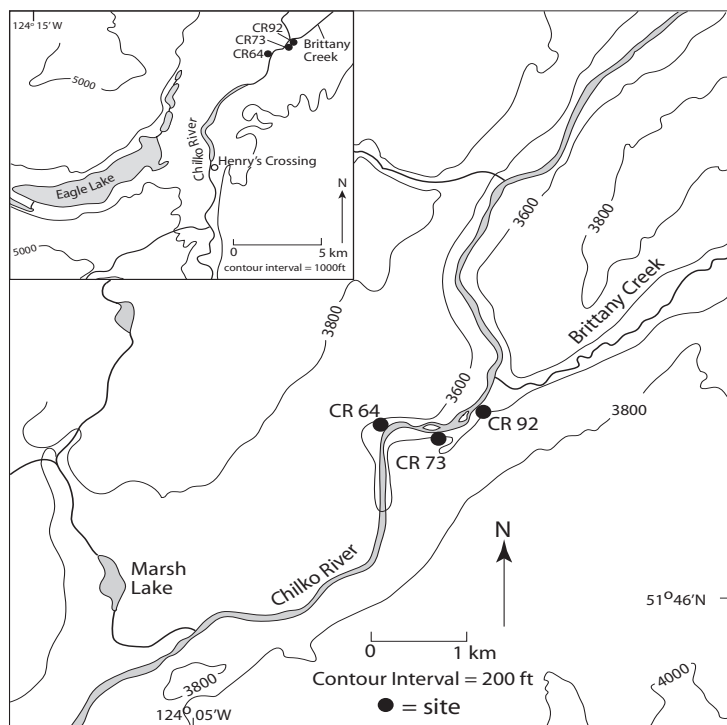 124° 15'W
5000
CR92
CR73
CR64
Brittany
Creek
Chilko River
Eagle Lake
Henry's Crossing
N
5000
0 5 km
contour interval = 1000ft
3600
3800
3800
Brittany Creek
3600
3800
CR 64
CR 92
CR 73
N
Marsh
Lake
Chilko River
51°46'N
0 1 km
Contour Interval = 200 ft
3800
4000
124° 05'W
= site